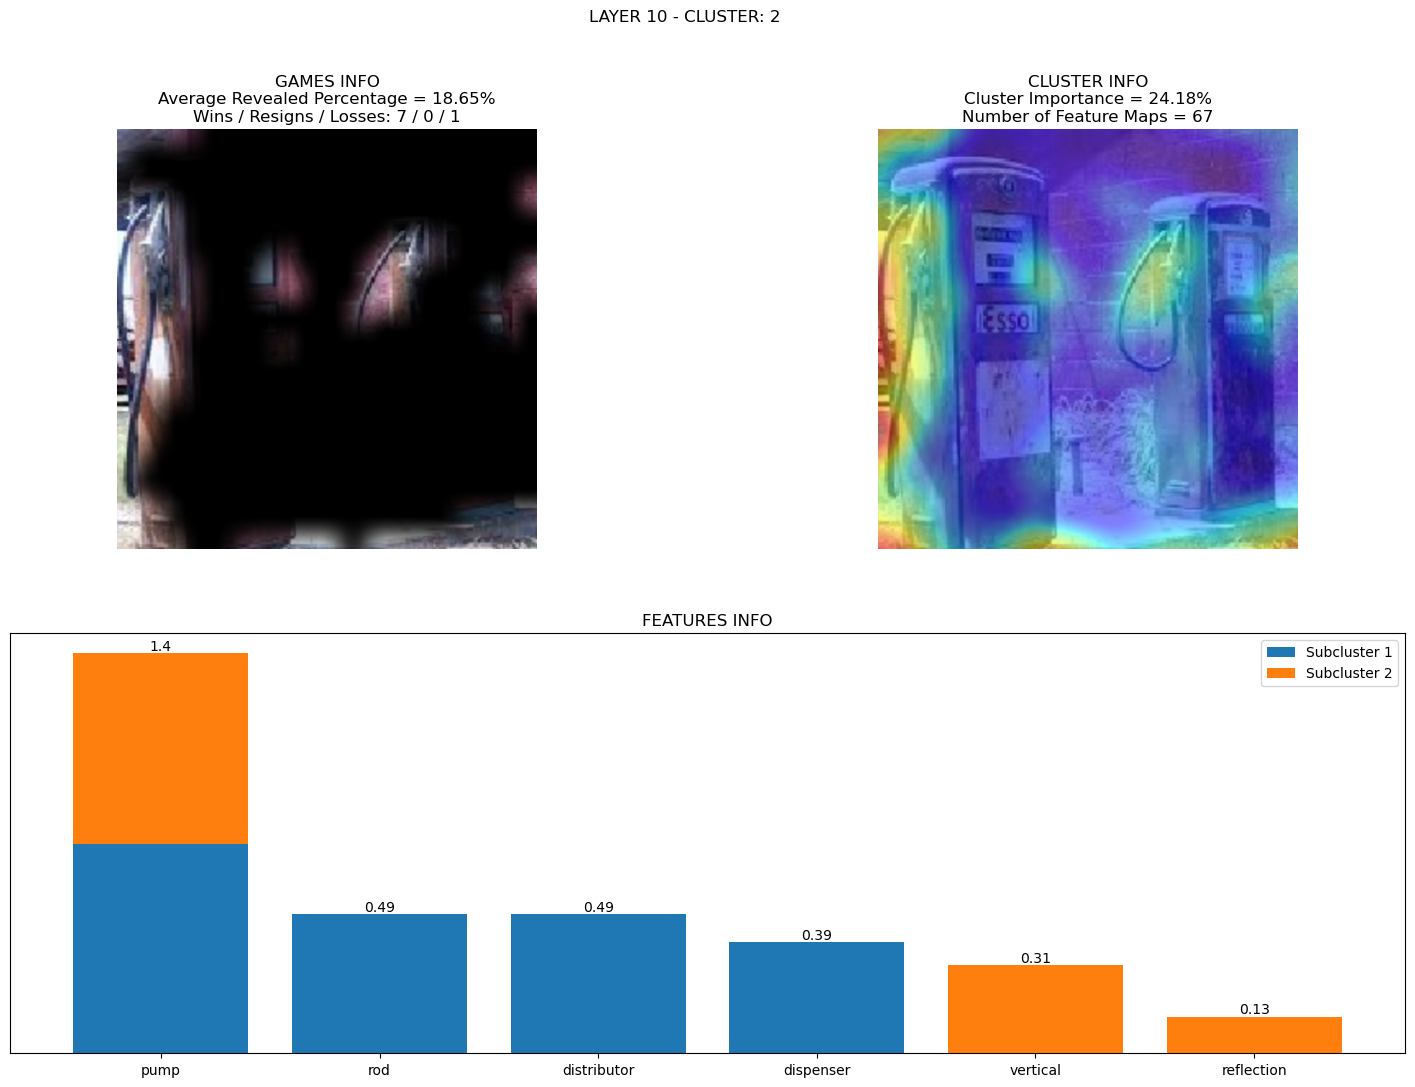 LAYER 10 - CLUSTER: 2
GAMES INFO
Average Revealed Percentage = 18.65%
Wins / Resigns / Losses: 7 / 0 / 1
CLUSTER INFO
Cluster Importance = 24.18%
Number of Feature Maps = 67
ESSO
FEATURES INFO
Subcluster 1
Subcluster 2
1.4
0.49
0.49
0.39
0.31
0.13
pump
rod
distributor
dispenser
vertical
reflection